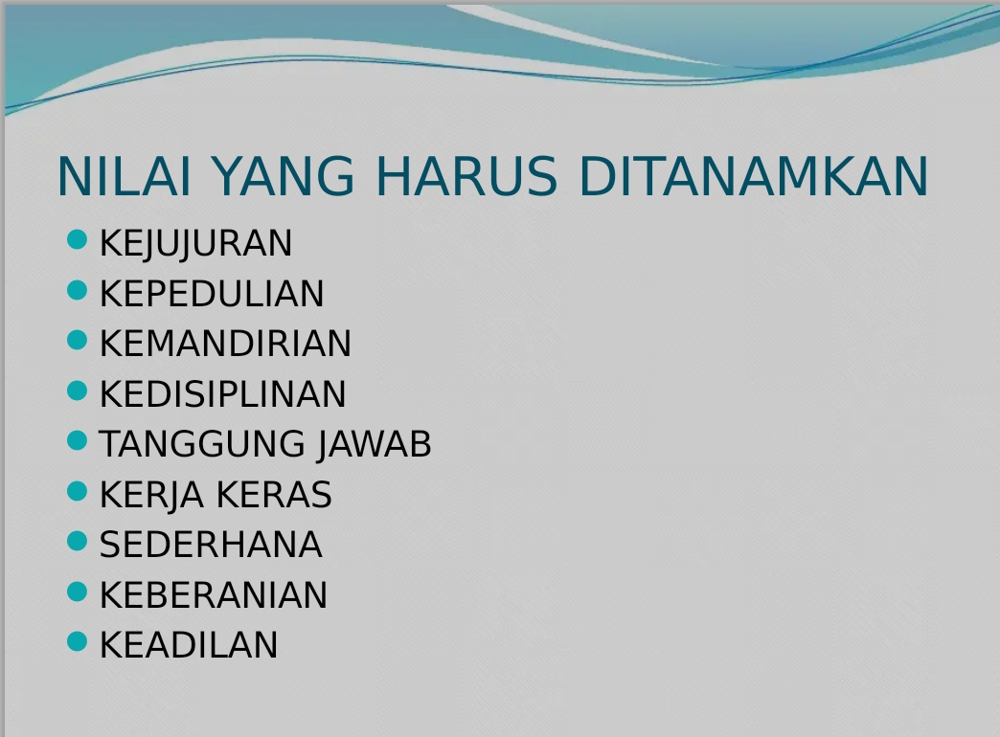 NILAI YANG HARUS DITANAMKAN
KEJUJURAN
KEPEDULIAN
KEMANDIRIAN
KEDISIPLINAN
TANGGUNG JAWAB
KERJA KERAS
SEDERHANA
KEBERANIAN
KEADILAN